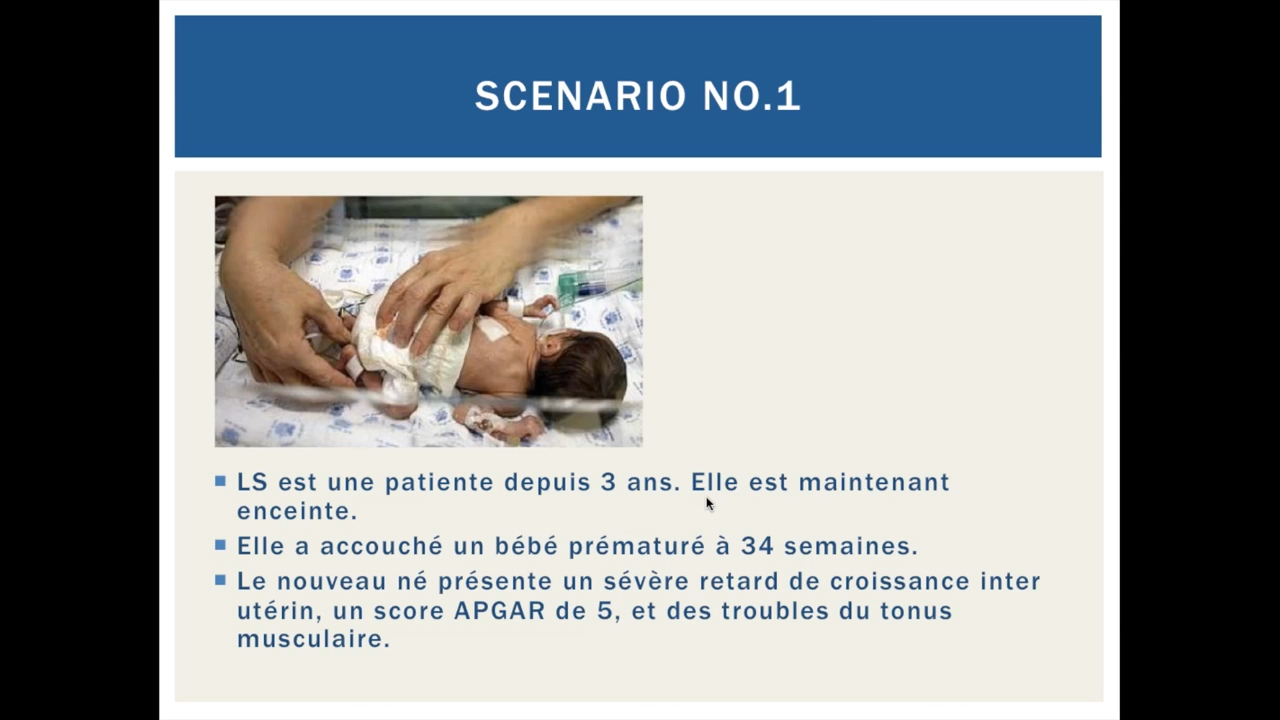 SCENARIO NO.1
LS est une patiente depuis 3 ans. Elle est maintenant
enceinte.
Elle a accouché un bébé prématuré à 34 semaines.
Le nouveau né présente un sévère retard de croissance inter
utérin, un score APGAR de 5, et des troubles du tonus
musculaire.